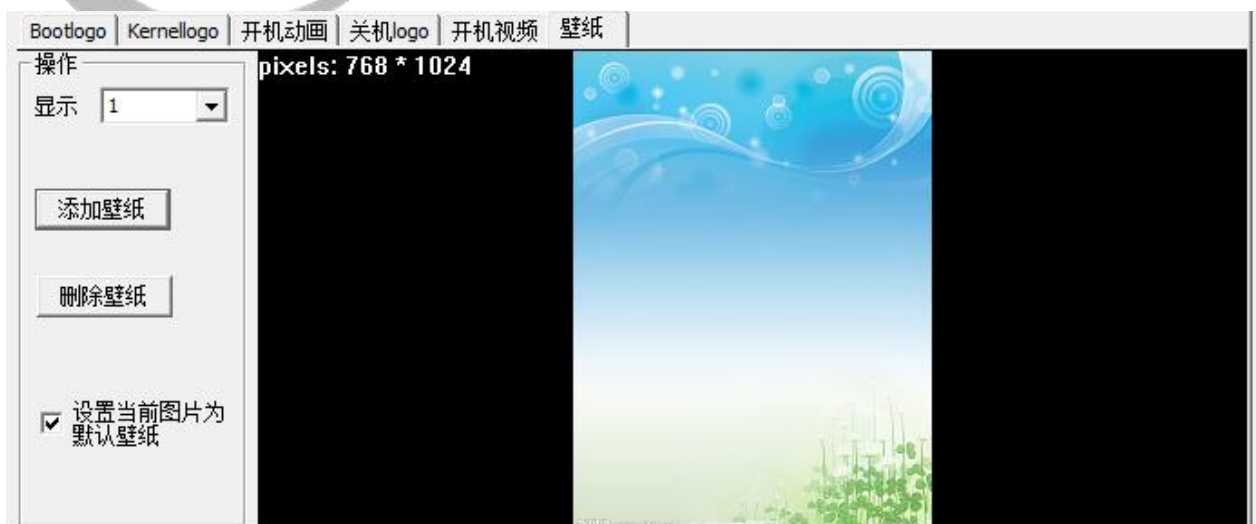 Bootlogo Kernellogo 开机动画 关机logo 开机视频 壁纸
操作
pixels: 768 * 1024
显示 1
添加壁纸
删除壁纸
设置当前图片为
默认壁纸